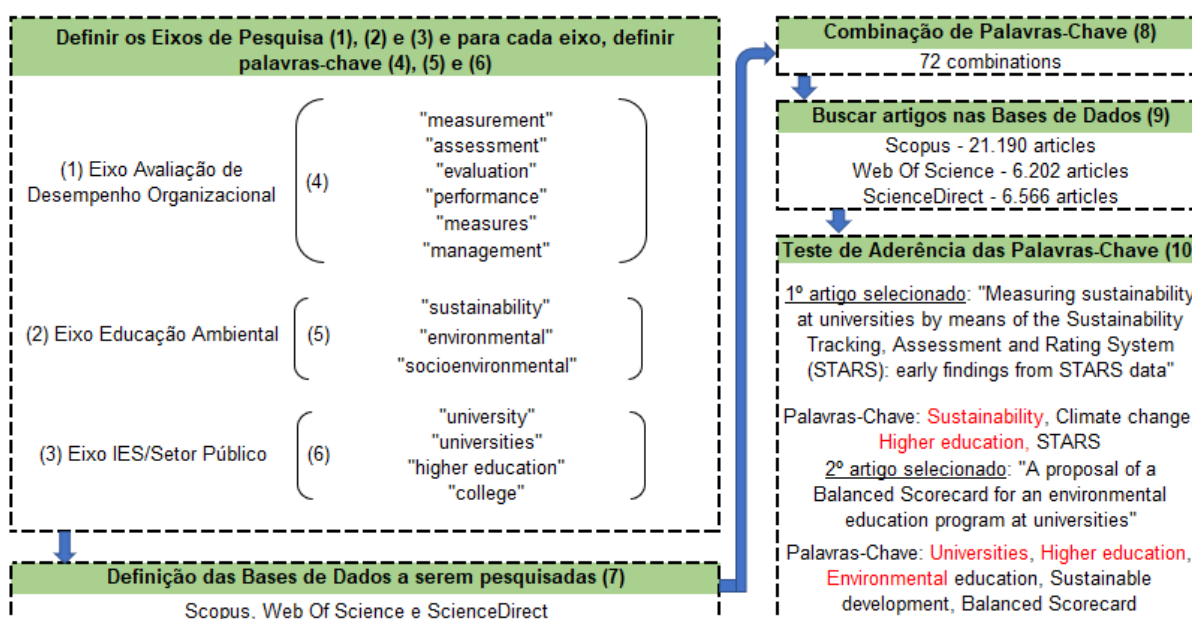 Definir os Eixos de Pesquisa (1), (2) e (3) e para cada eixo, definir
palavras-chave (4), (5) e (6)
(1) Eixo Avaliação de
Desempenho Organizacional
(4)
"measurement"
"assessment"
"evaluation"
"performance"
"measures"
"management"
(2) Eixo Educação Ambiental
(5)
"sustainability"
"environmental"
"socioenvironmental"
(3) Eixo IES/Setor Público
(6)
"university"
"universities"
"higher education"
"college"
Definição das Bases de Dados a serem pesquisadas (7)
Scopus, Web Of Science e ScienceDirect
Combinação de Palavras-Chave (8)
72 combinations
Buscar artigos nas Bases de Dados (9)
Scopus - 21.190 articles
Web Of Science - 6.202 articles
ScienceDirect - 6.566 articles
Teste de Aderência das Palavras-Chave (10
1º artigo selecionado: "Measuring sustainability
at universities by means of the Sustainability
Tracking, Assessment and Rating System
(STARS): early findings from STARS data"
Palavras-Chave: Sustainability, Climate change
Higher education, STARS
2º artigo selecionado: "A proposal of a
Balanced Scorecard for an environmental
education program at universities"
Palavras-Chave: Universities, Higher education,
Environmental education, Sustainable
development, Balanced Scorecard